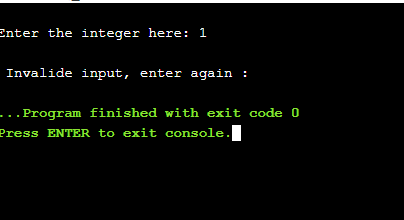 Enter the integer here: 1
Invalide input, enter again :
...Program finished with exit code 0
Press ENTER to exit console.